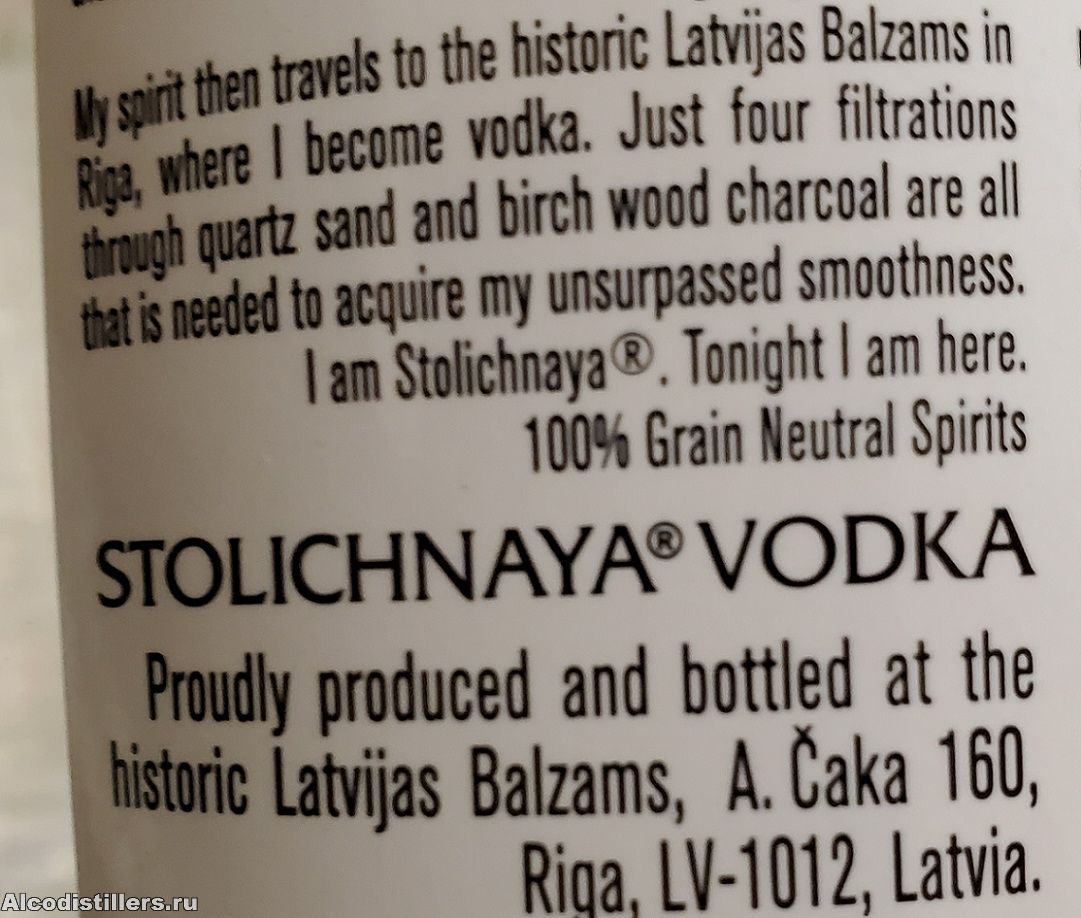 My spirit then travels to the historic Latvijas Balzams in
Riga, where I become vodka. Just four filtrations
through quartz sand and birch wood charcoal are all
that is needed to acquire my unsurpassed smoothness.
I am Stolichnaya®. Tonight I am here.
100% Grain Neutral Spirits
STOLICHNAYA® VODKA
Proudly produced and bottled at the
historic Latvijas Balzams, A. Čaka 160,
Riga, LV-1012, Latvia.
Alcodistillers.ru